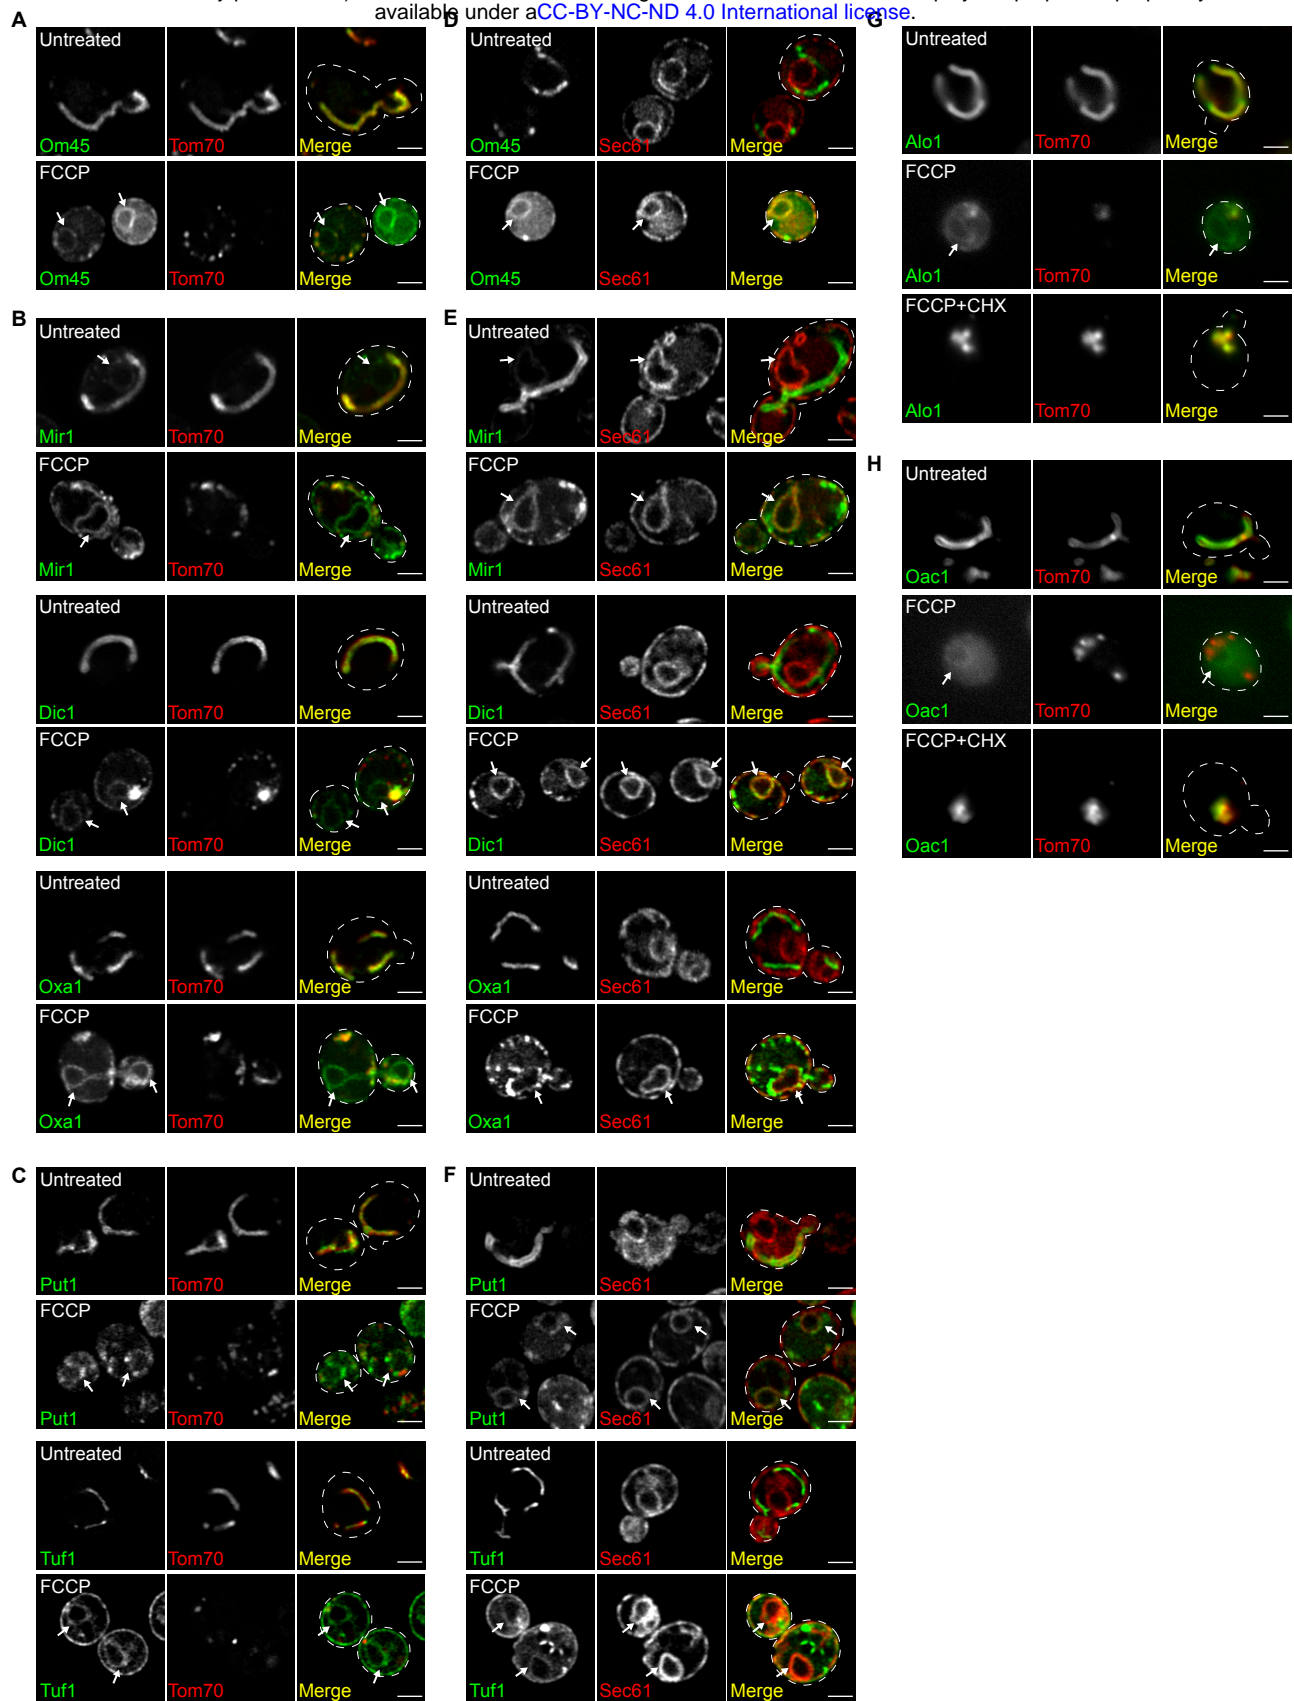 available under aCC-BY-NC-ND 4.0 International license.
A
Untreated
Om45
Tom70
Merge
FCCP
Om45
Tom70
Merge
B
Untreated
Mir1
Tom70
Merge
FCCP
Mir1
Tom70
Merge
Untreated
Dic1
Tom70
Merge
FCCP
Dic1
Tom70
Merge
Untreated
Oxa1
Tom70
Merge
FCCP
Oxa1
Tom70
Merge
C
Untreated
Put1
Tom70
Merge
FCCP
Put1
Tom70
Merge
Untreated
Tuf1
Tom70
Merge
FCCP
Tuf1
Tom70
Merge
D
Untreated
Om45
Sec61
Merge
FCCP
Om45
Sec61
Merge
E
Untreated
Mir1
Sec61
Merge
FCCP
Mir1
Sec61
Merge
Untreated
Dic1
Sec61
Merge
FCCP
Dic1
Sec61
Merge
Untreated
Oxa1
Sec61
Merge
FCCP
Oxa1
Sec61
Merge
F
Untreated
Put1
Sec61
Merge
FCCP
Put1
Sec61
Merge
Untreated
Tuf1
Sec61
Merge
FCCP
Tuf1
Sec61
Merge
G
Untreated
Alo1
Tom70
Merge
FCCP
Alo1
Tom70
Merge
FCCP+CHX
Alo1
Tom70
Merge
H
Untreated
Oac1
Tom70
Merge
FCCP
Oac1
Tom70
Merge
FCCP+CHX
Oac1
Tom70
Merge